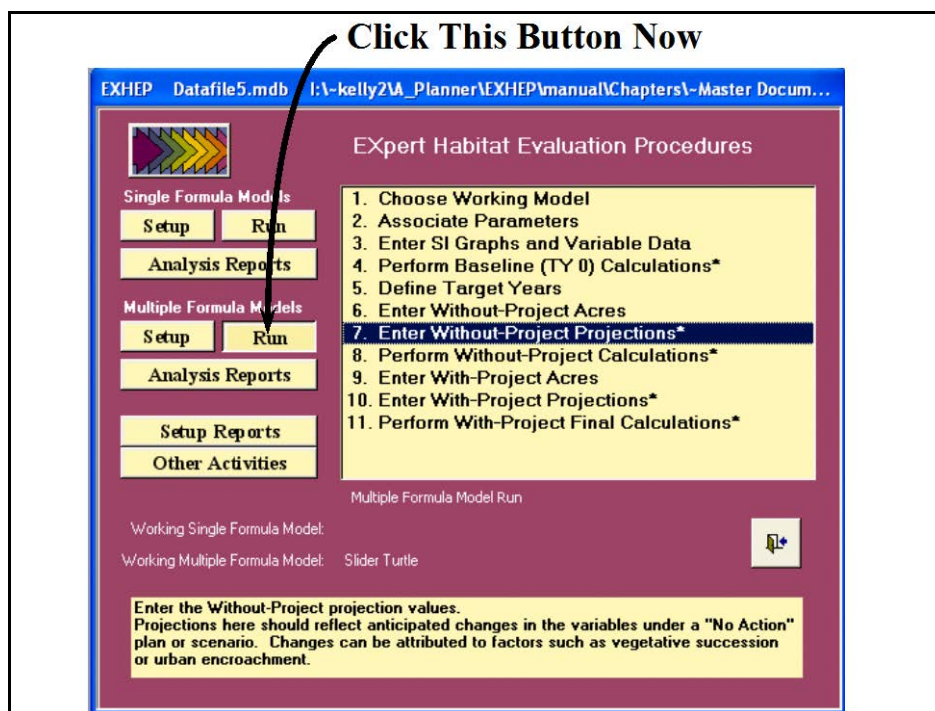 Click This Button Now
EXHEP Datafile5.mdb I:\~kelly2\A_Planner\EXHEP\manual\Chapters\~Master Docum...
EXpert Habitat Evaluation Procedures
Single Formula Models
Setup Run
Analysis Reports
Multiple Formula Models
Setup Run
Analysis Reports
Setup Reports
Other Activities
1. Choose Working Model
2. Associate Parameters
3. Enter SI Graphs and Variable Data
4. Perform Baseline (TY 0) Calculations*
5. Define Target Years
6. Enter Without-Project Acres
7. Enter Without-Project Projections*
8. Perform Without-Project Calculations*
9. Enter With-Project Acres
10. Enter With-Project Projections*
11. Perform With-Project Final Calculations*
Multiple Formula Model Run
Working Single Formula Model:
Working Multiple Formula Model: Slider Turtle
Enter the Without-Project projection values.
Projections here should reflect anticipated changes in the variables under a "No Action"
plan or scenario. Changes can be attributed to factors such as vegetative succession
or urban encroachment.